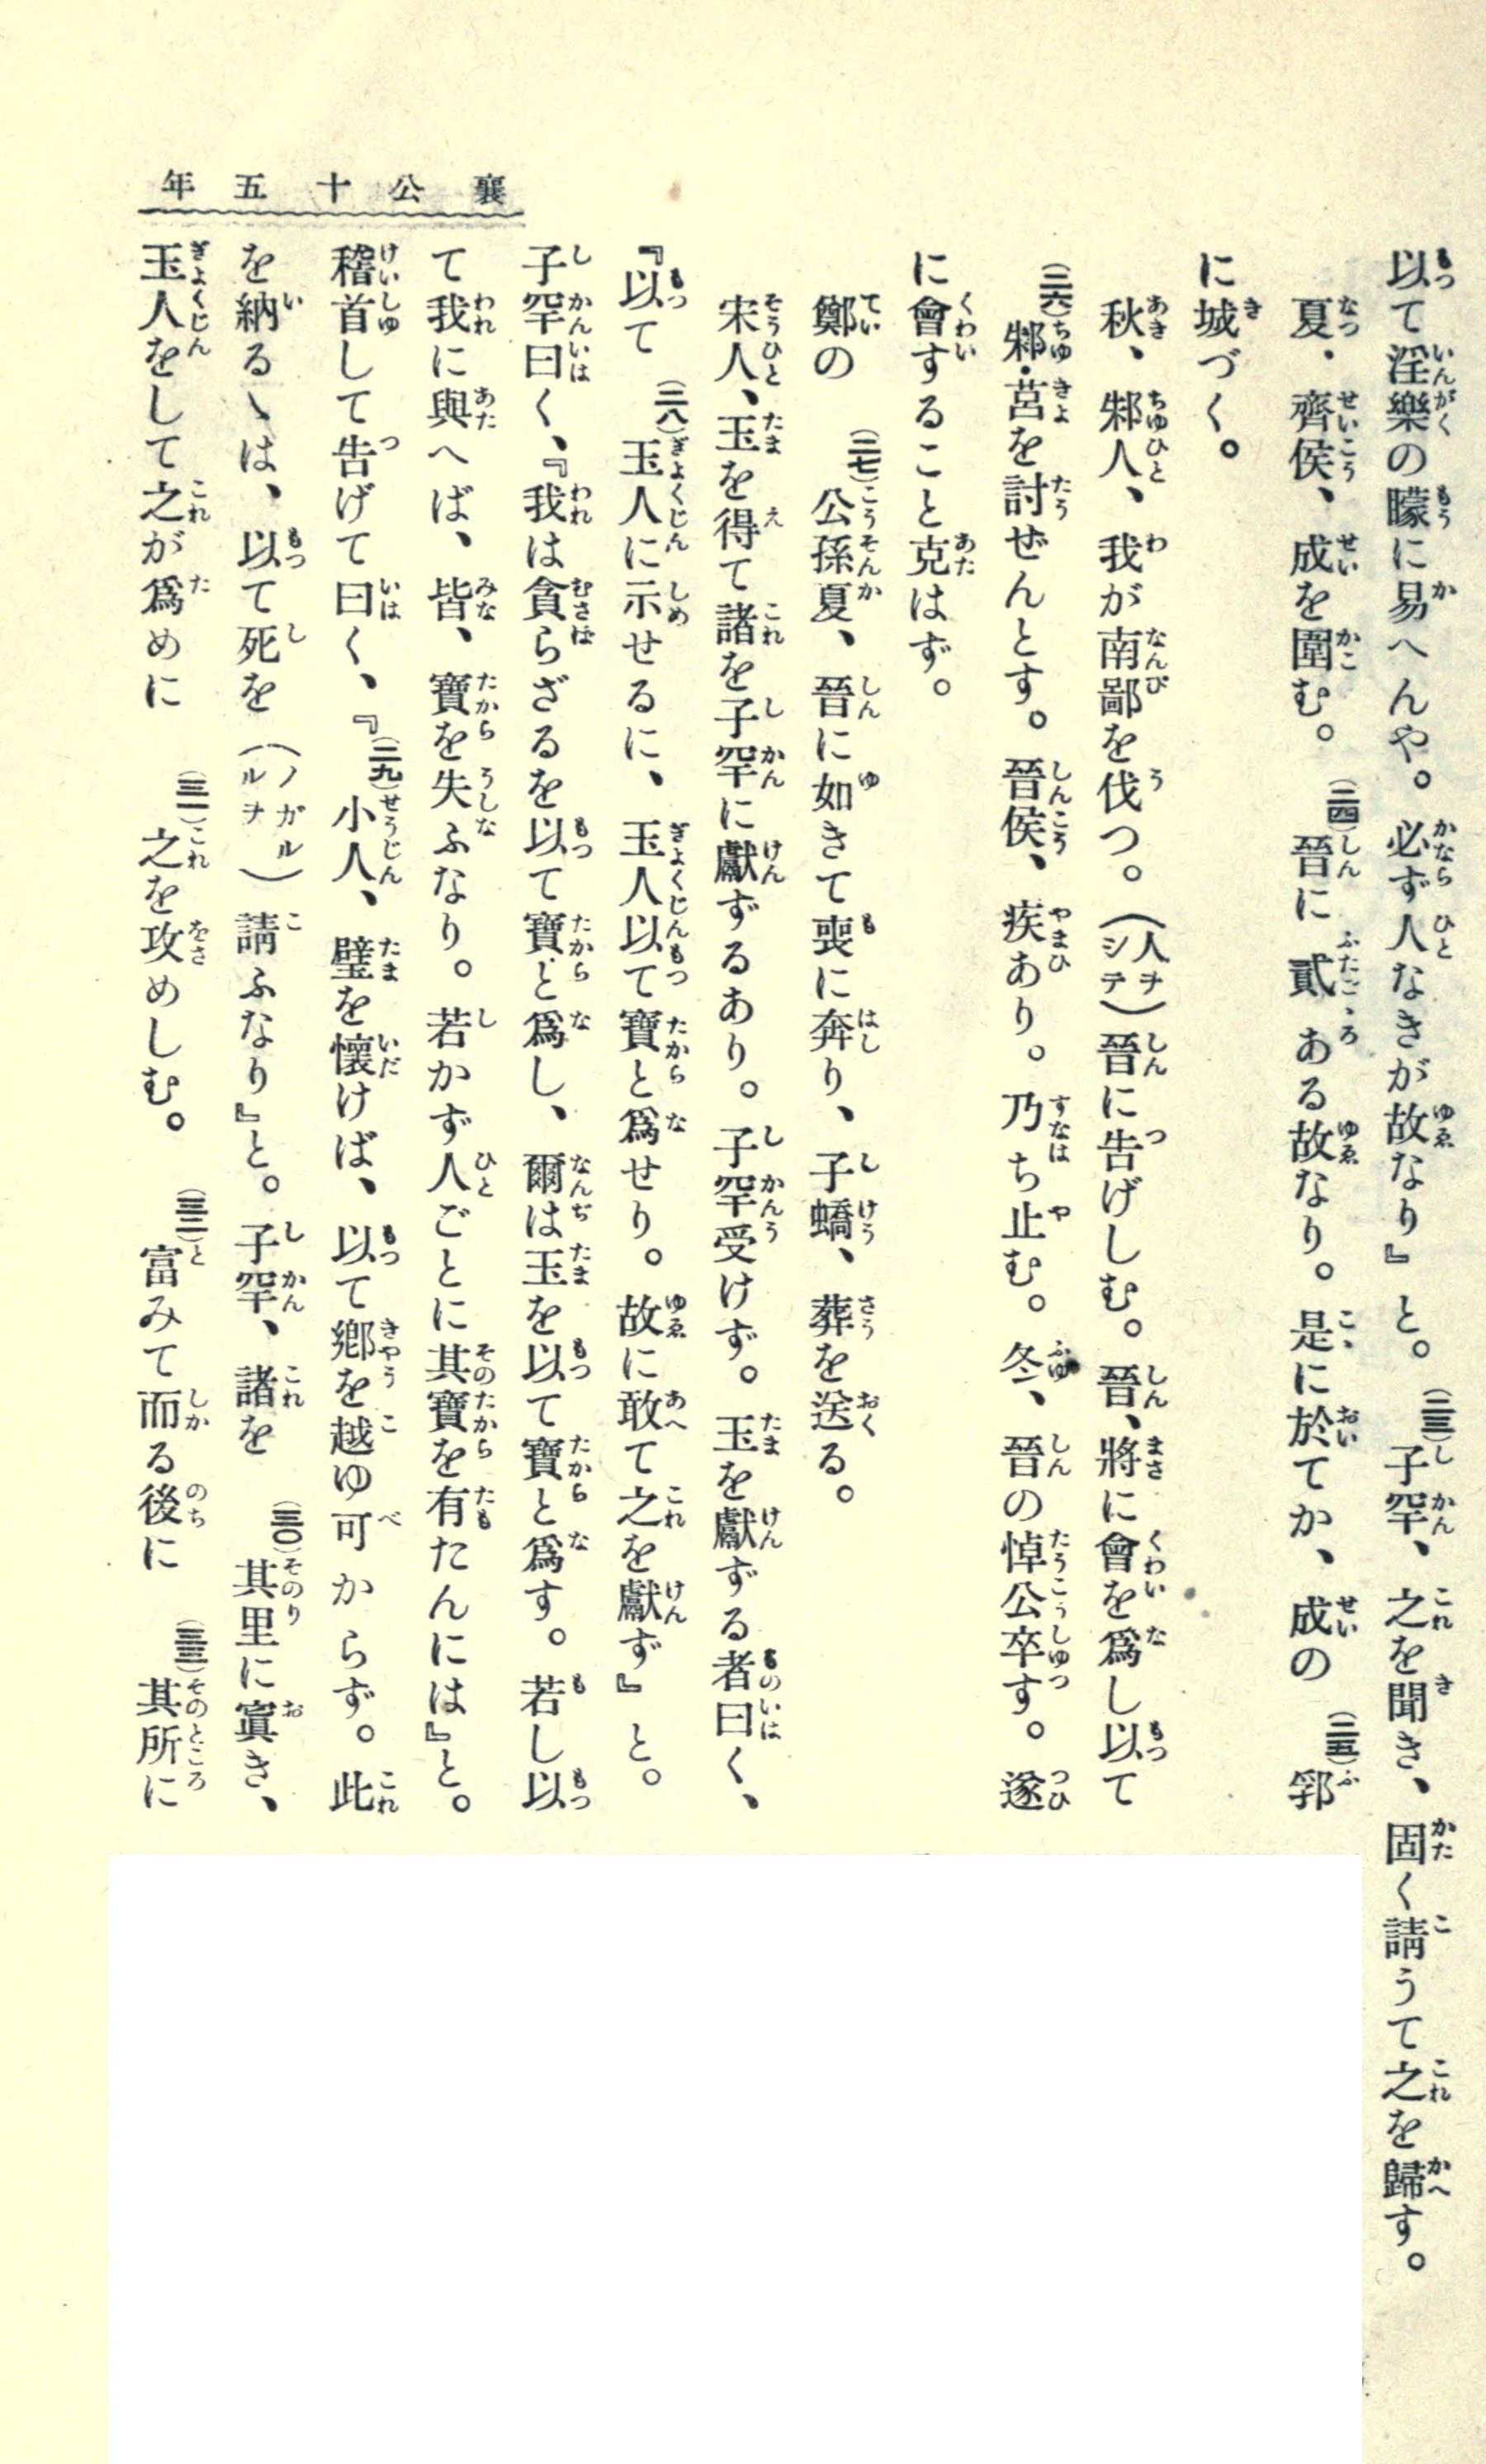 襄公十五年
以て淫樂の矇に易へんや。必ず人なきが故なり』と。(二三)子罕、之を聞き、固く請うて之を歸す。
夏、齊侯、成を圍む。(二四)晉に貳ある故なり。是に於てか、成の(二五)郛
に城づく。
秋、邾人、我が南鄙を伐つ。(人ヲシテ)晉に告げしむ。晉、將に會を爲し以て
(二六)邾・莒を討ぜんとす。晉侯、疾あり。乃ち止む。冬、晉の悼公卒す。遂
に會すること克はず。
鄭の(二七)公孫夏、晉に如きて喪に奔り、子蟜、葬を送る。
宋人、玉を得て諸を子罕に獻ずるあり。子罕受けず。玉を獻ずる者曰く、
『以て(二八)玉人に示せるに、玉人以て寶と爲せり。故に敢て之を獻ず』と。
子罕曰く、『我は貪らざるを以て寶と爲し、爾は玉を以て寶と爲す。若し以
て我に與へば、皆、寶を失ふなり。若かず人ごとに其寶を有たんには』と。
稽首して告げて曰く、『(二九)小人、璧を懷けば、以て鄕を越ゆ可からず。此
を納るゝは、以て死を(ノガルルヲ)請ふなり』と。子罕、諸を(三〇)其里に寘き、
玉人をして之が爲めに(三一)之を攻めしむ。(三二)富みて而る後に(三三)其所に